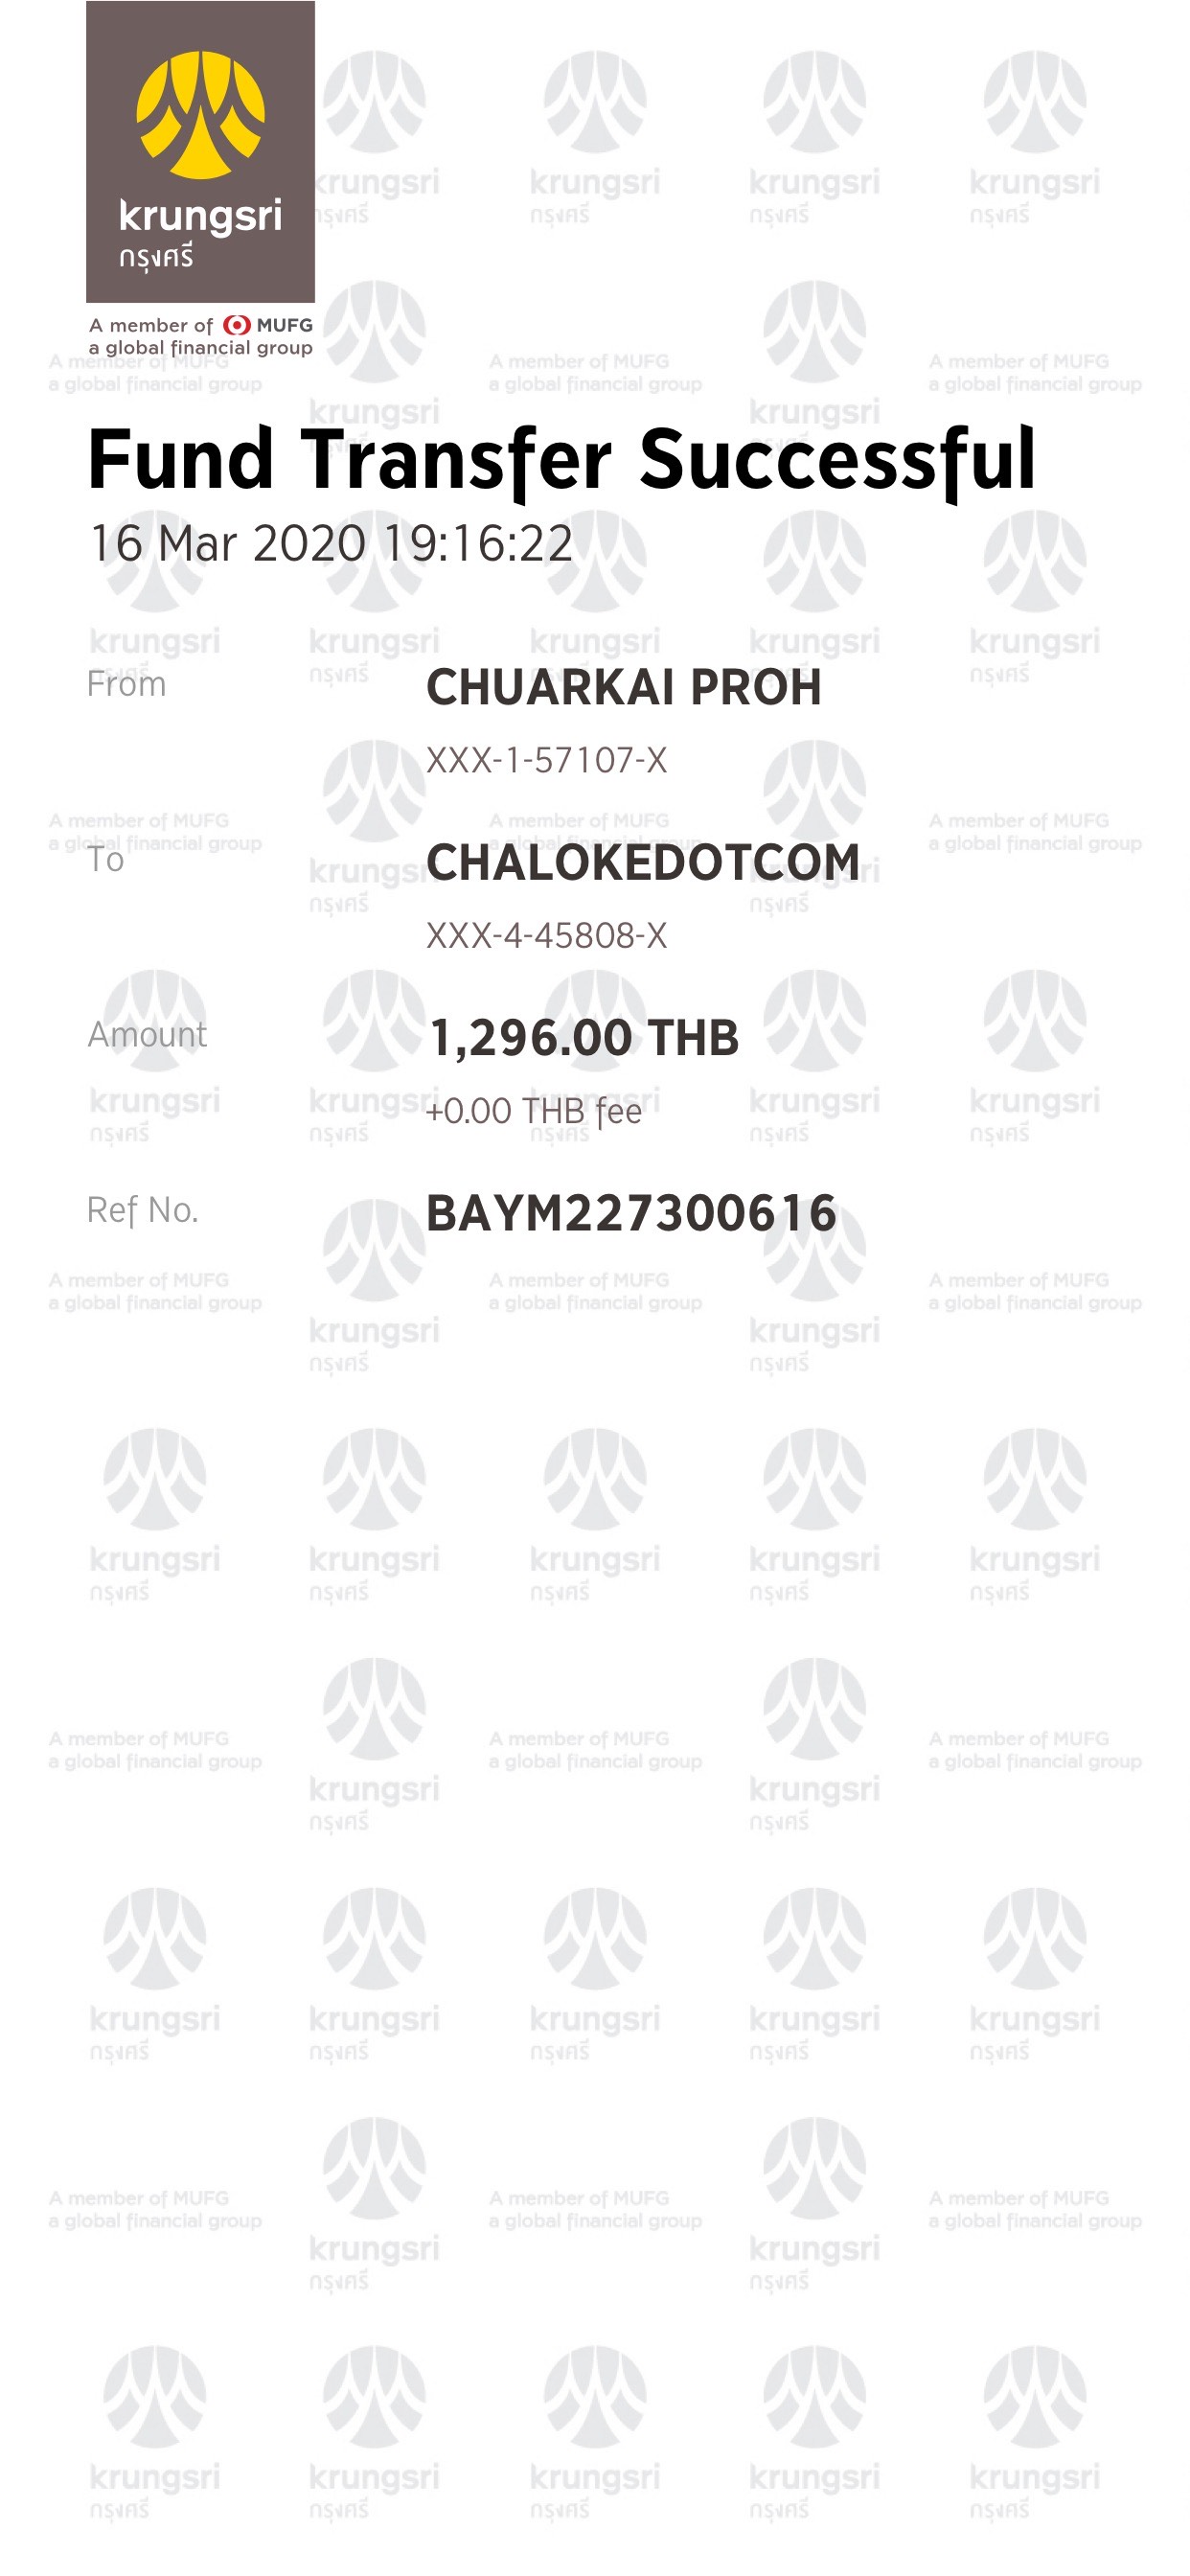 krungsri
กรุงศรี
A member of MUFG
a global financial group
Fund Transfer Successful
16 Mar 2020 19:16:22
From
CHUARKAI PROH
XXX-1-57107-X
To
CHALOKEDOTCOM
XXX-4-45808-X
Amount
1,296.00 THB
+0.00 THB fee
Ref No.
BAYM227300616